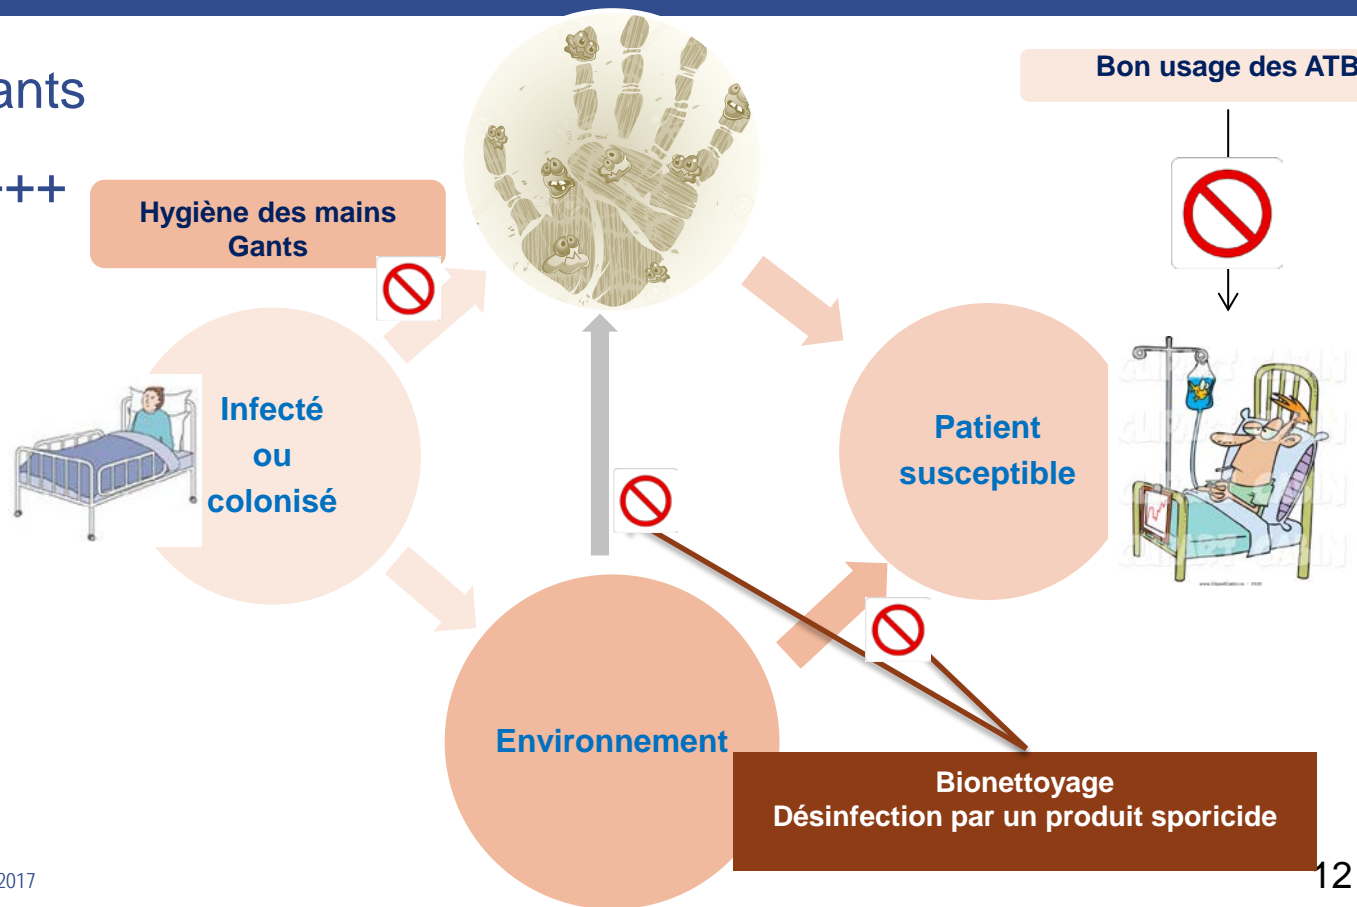 ants
++
Bon usage des ATB
Hygiène des mains
Gants
Infecté
ou
colonisé
Patient
susceptible
Environnement
Bionettoyage
Désinfection par un produit sporicide
2017
12